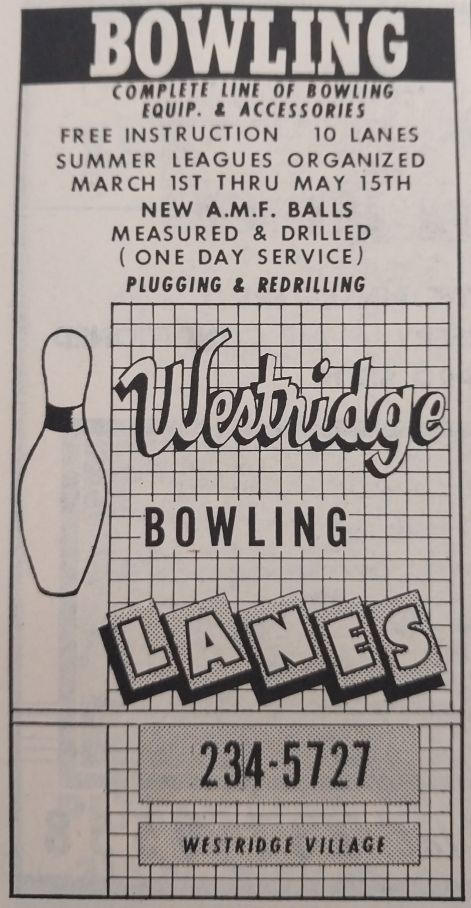 BOWLING
COMPLETE LINE OF BOWLING
EQUIP. & ACCESSORIES
FREE INSTRUCTION 10 LANES
SUMMER LEAGUES ORGANIZED
MARCH 1ST THRU MAY 15TH
NEW A.M.F. BALLS
MEASURED & DRILLED
(ONE DAY SERVICE)
PLUGGING & REDRILLING
Westridge
BOWLING
LANES
234-5727
WESTRIDGE VILLAGE